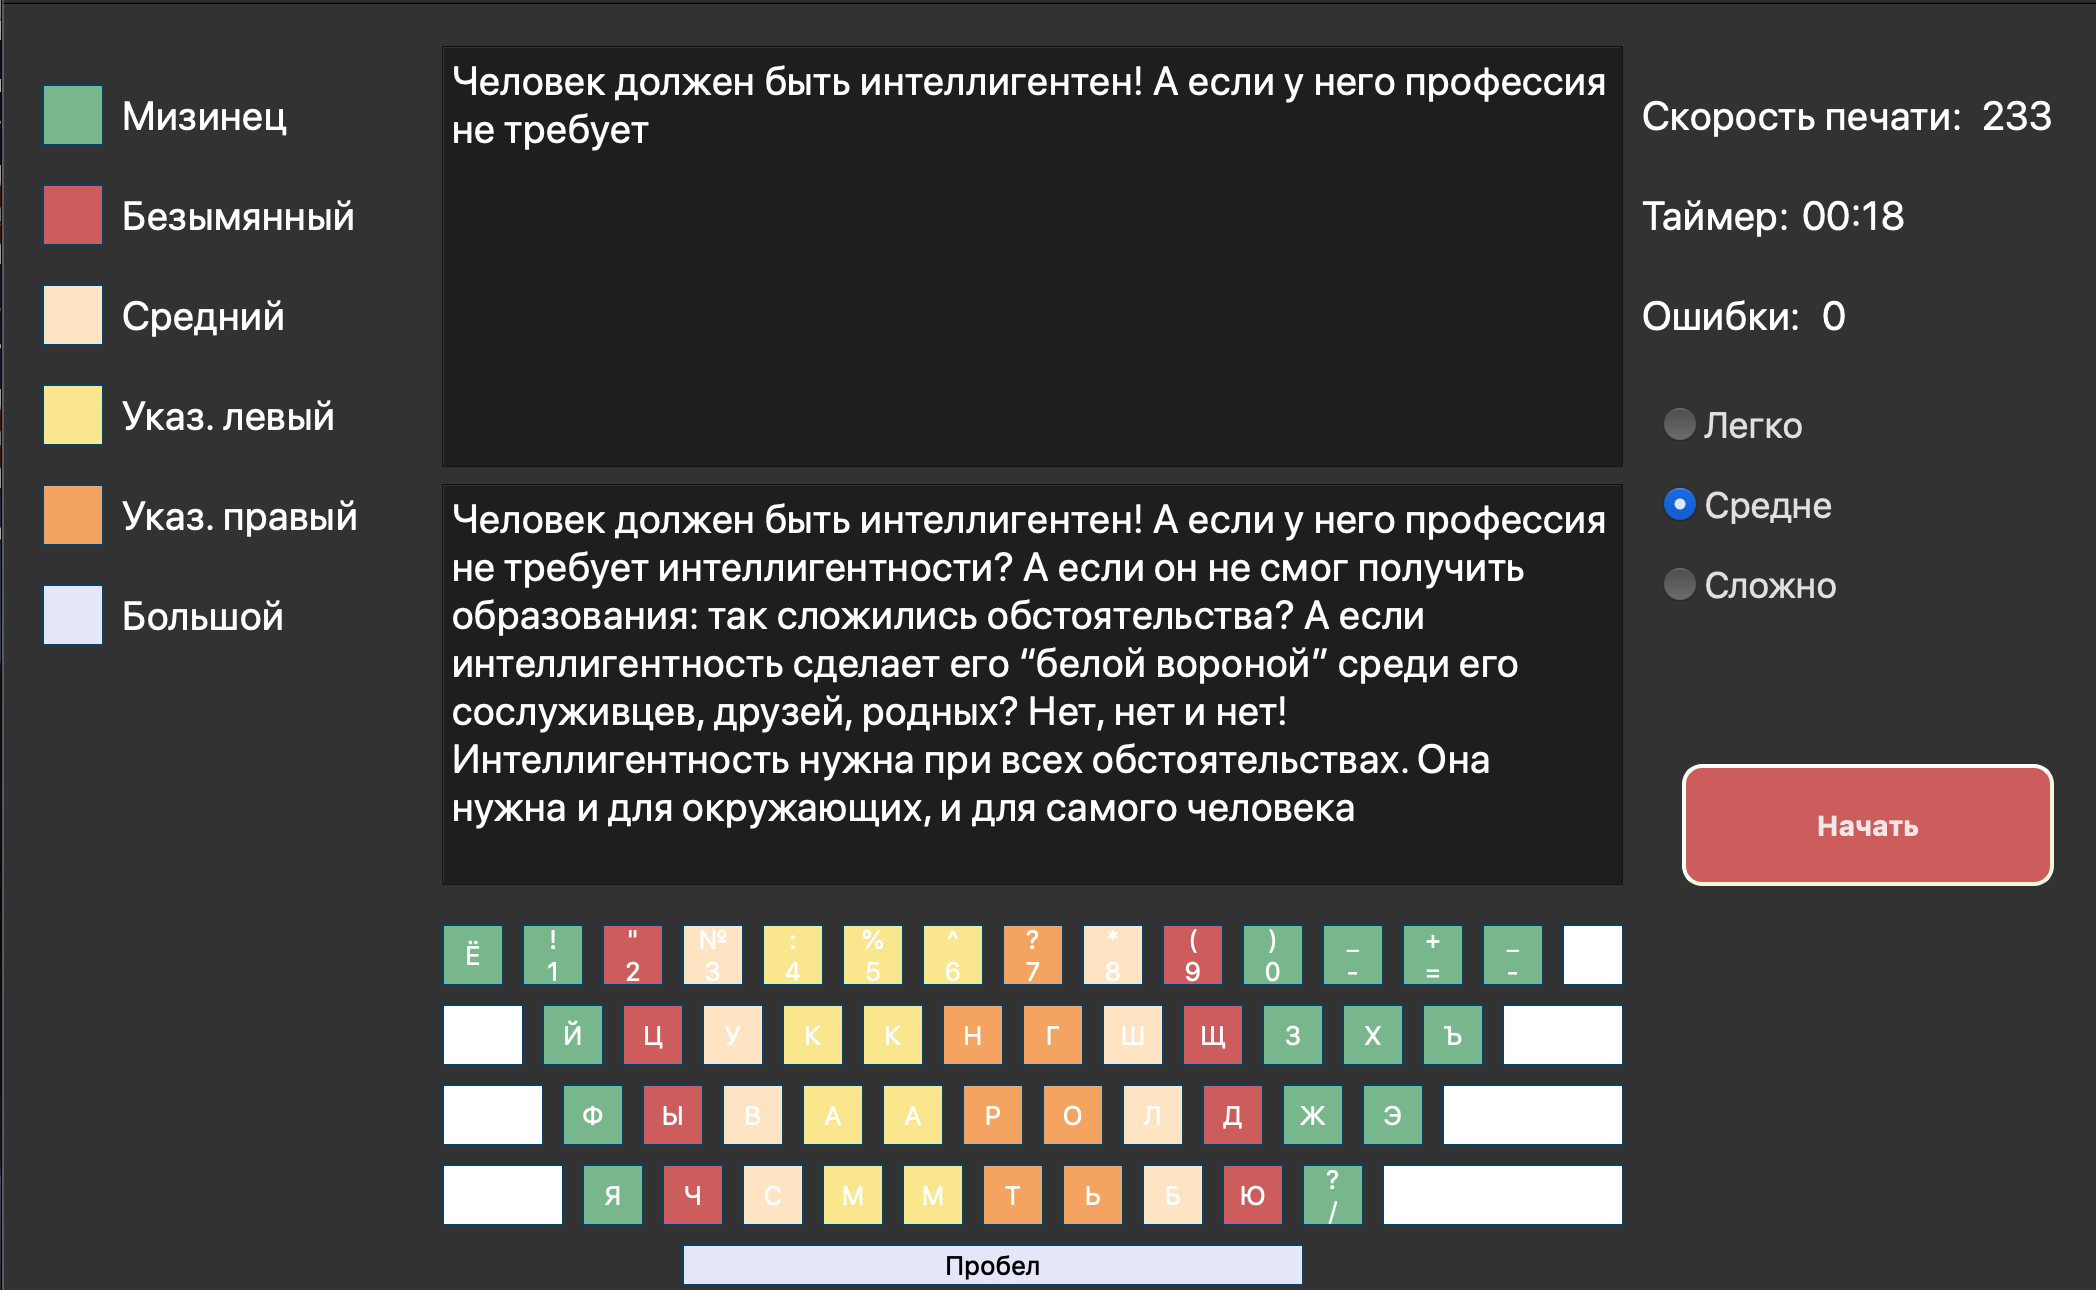 Мизинец
Безымянный
Средний
Указ. левый
Указ. правый
Большой
Человек должен быть интеллигентен! А если у него профессия
не требует
Человек должен быть интеллигентен! А если у него профессия
не требует интеллигентности? А если он не смог получить
образования: так сложились обстоятельства? А если
интеллигентность сделает его “белой вороной” среди его
сослуживцев, друзей, родных? Нет, нет и нет!
Интеллигентность нужна при всех обстоятельствах. Она
нужна и для окружающих, и для самого человека
Скорость печати: 233
Таймер: 00:18
Ошибки: 0
Легко
Средне
Сложно
Начать
Ё ! " № : % ^ ? * ( ) _ + _
1 2 3 4 5 6 7 8 9 0 - = -
Й Ц У К К Н Г Ш Щ З Х Ъ
Ф Ы В А А Р О Л Д Ж Э
Я Ч С М М Т Ь Б Ю ? /
Пробел